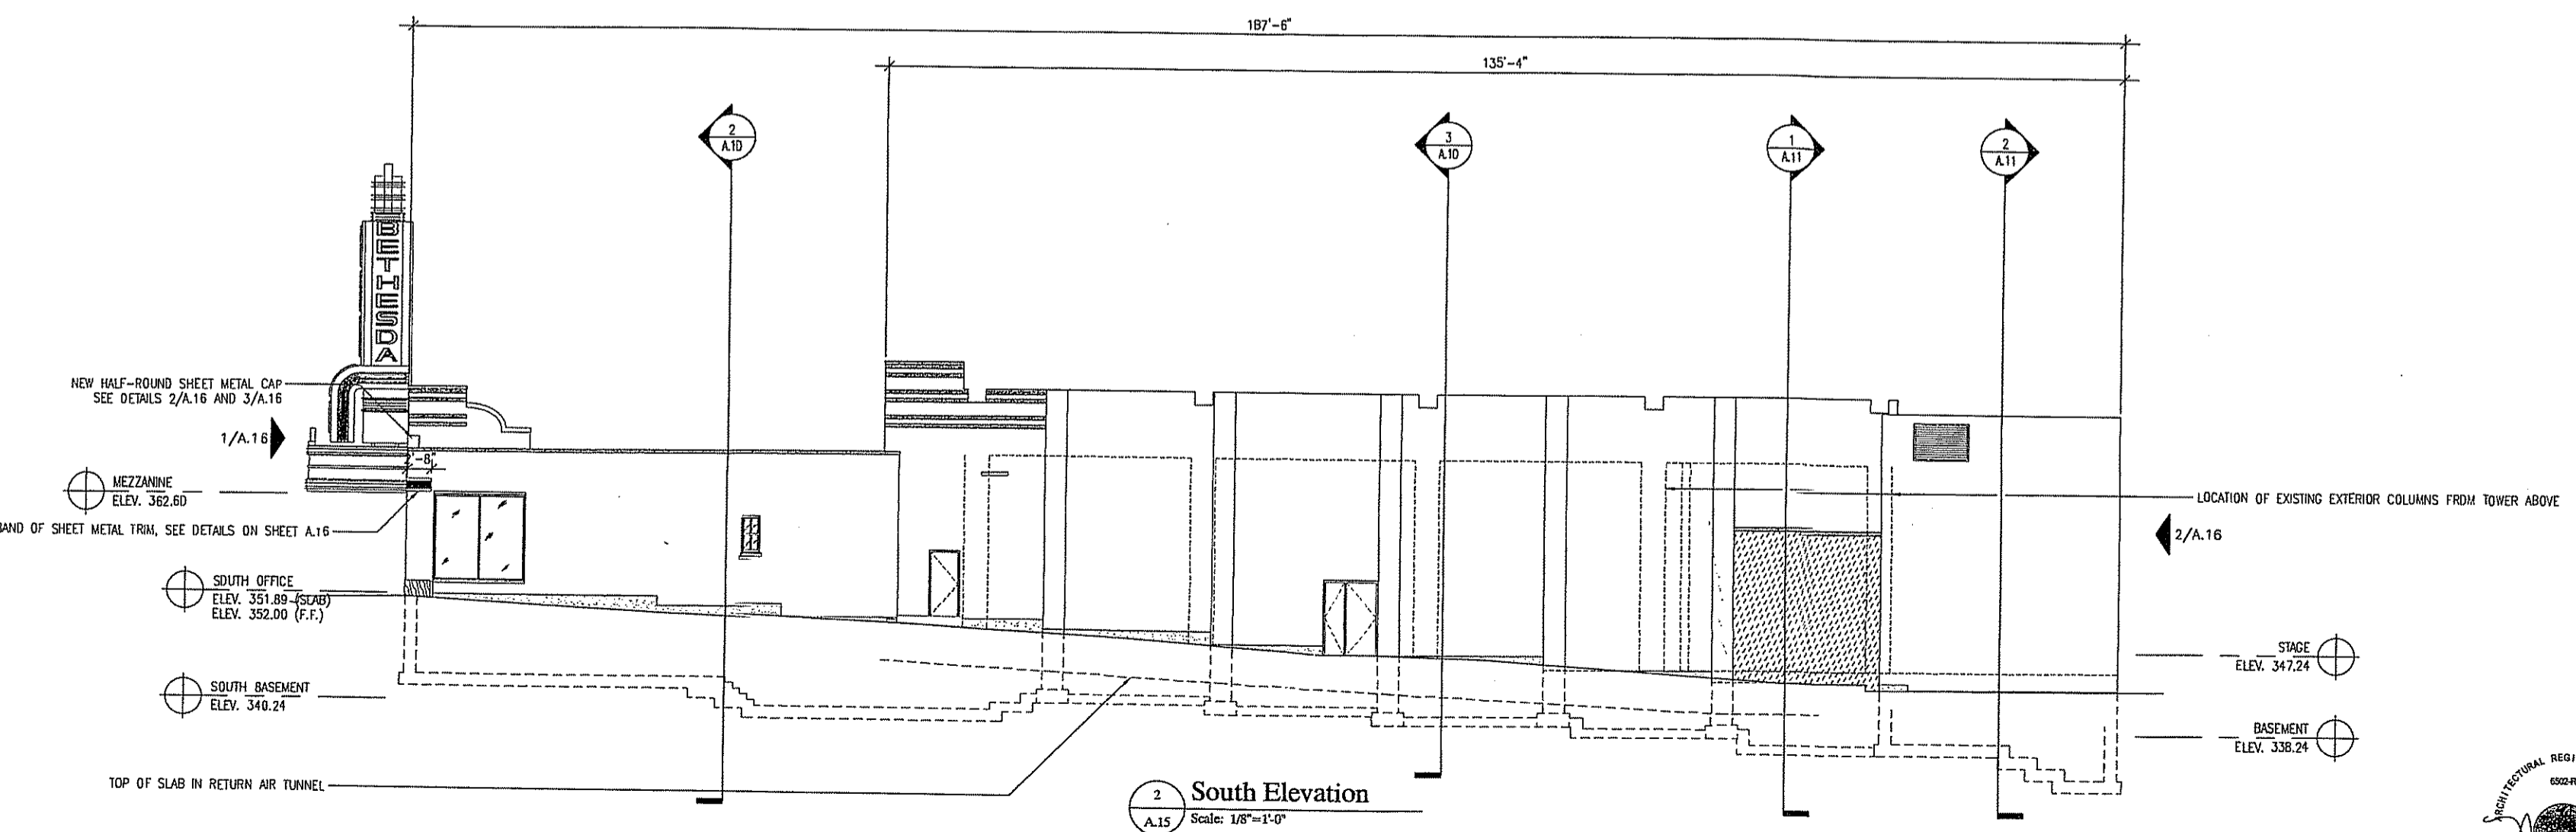 187'-6"
135'-4"
2
A.10
3
A.10
1
A.11
2
A.11
BETHESDA
NEW HALF-ROUND SHEET METAL CAP
SEE DETAILS 2/A.16 AND 3/A.16
1/A.16
2'-8"
MEZZANINE
ELEV. 362.60
BAND OF SHEET METAL TRIM, SEE DETAILS ON SHEET A.16
LOCATION OF EXISTING EXTERIOR COLUMNS FROM TOWER ABOVE
2/A.16
SOUTH OFFICE
ELEV. 351.89 (SLAB)
ELEV. 352.00 (F.F.)
STAGE
ELEV. 347.24
SOUTH BASEMENT
ELEV. 340.24
BASEMENT
ELEV. 338.24
TOP OF SLAB IN RETURN AIR TUNNEL
2
A.15
South Elevation
Scale: 1/8"=1'-0"